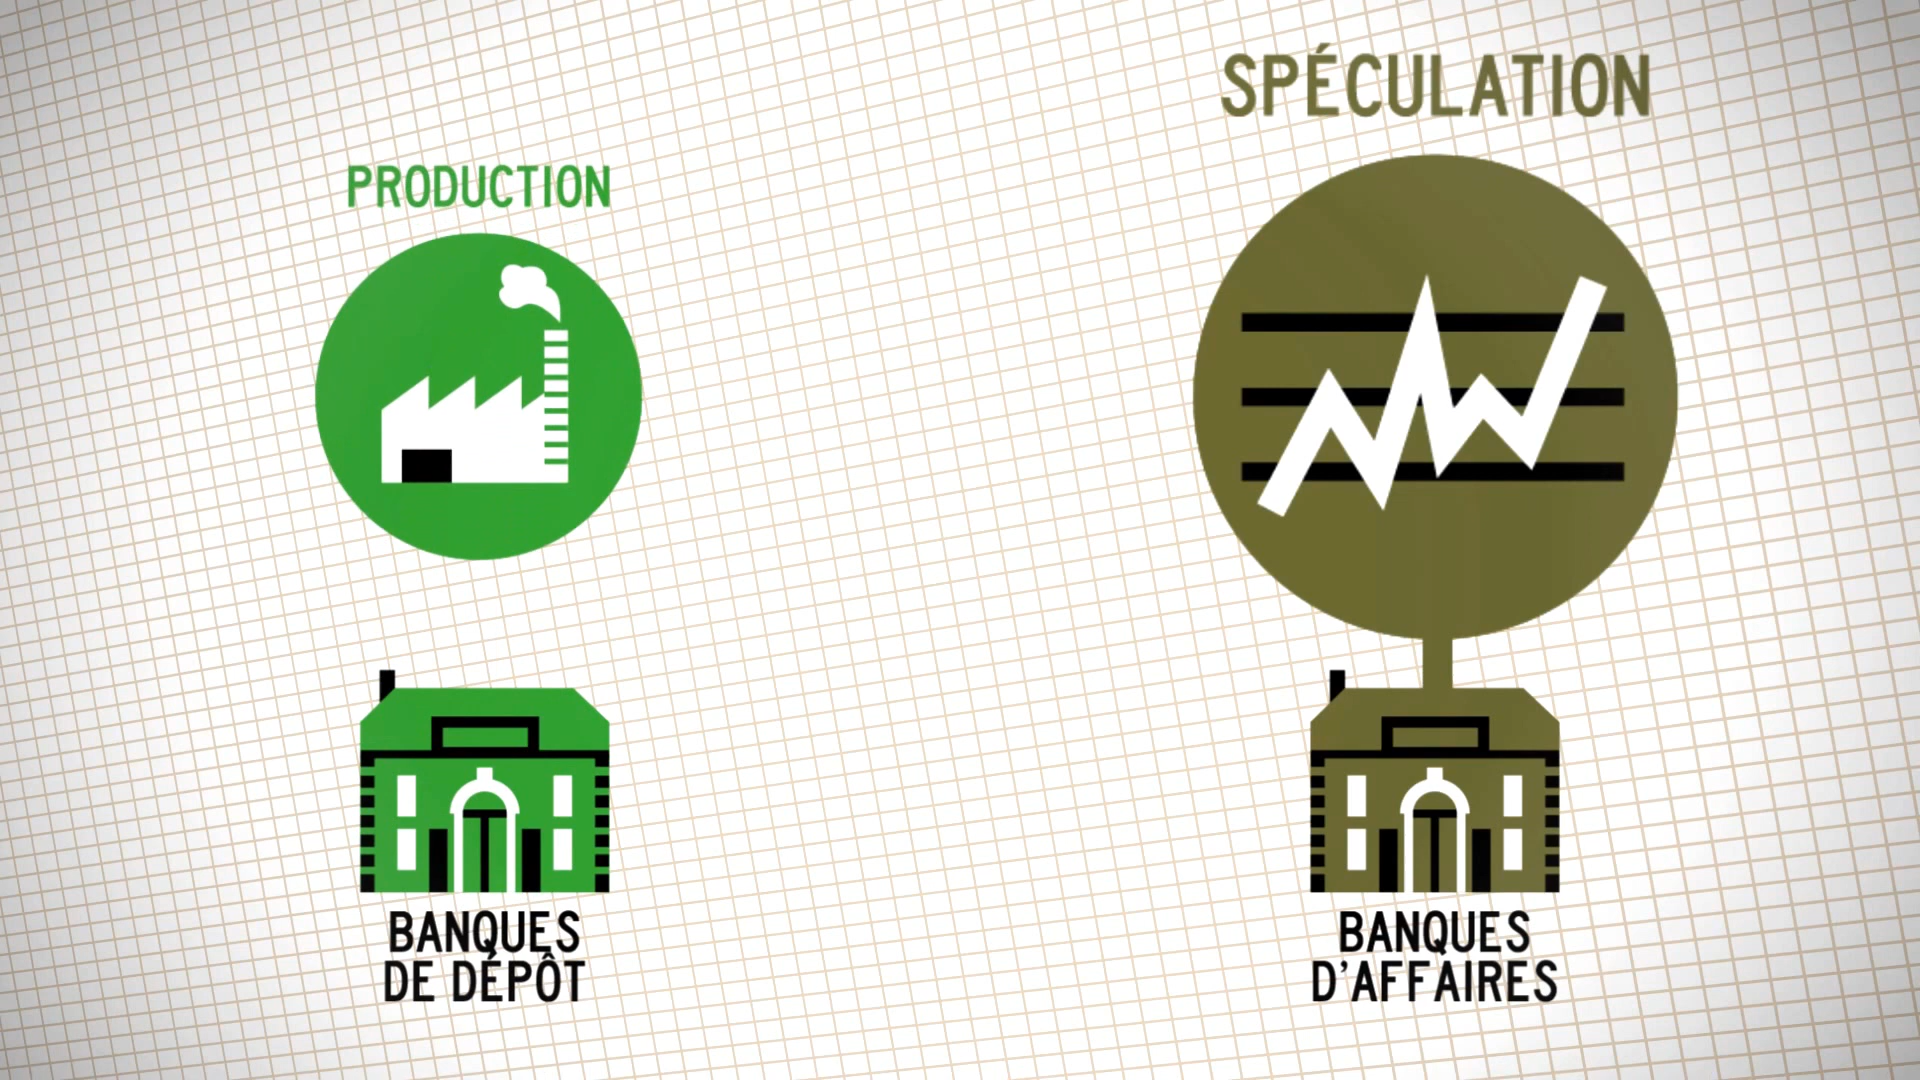 SPÉCULATION
PRODUCTION
BANQUES
DE DÉPÔT
BANQUES
D'AFFAIRES